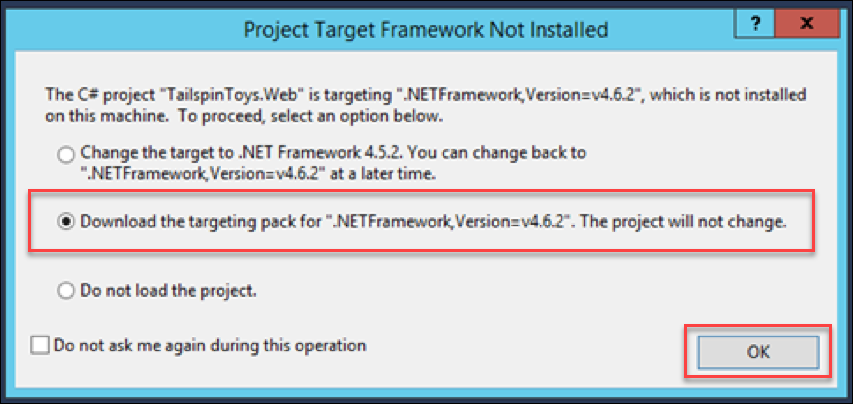 Project Target Framework Not Installed
? x
The C# project "TailspinToys.Web" is targeting ".NETFramework,Version=v4.6.2", which is not installed
on this machine.  To proceed, select an option below.
Change the target to .NET Framework 4.5.2. You can change back to
".NETFramework,Version=v4.6.2" at a later time.
Download the targeting pack for ".NETFramework,Version=v4.6.2". The project will not change.
Do not load the project.
Do not ask me again during this operation
OK